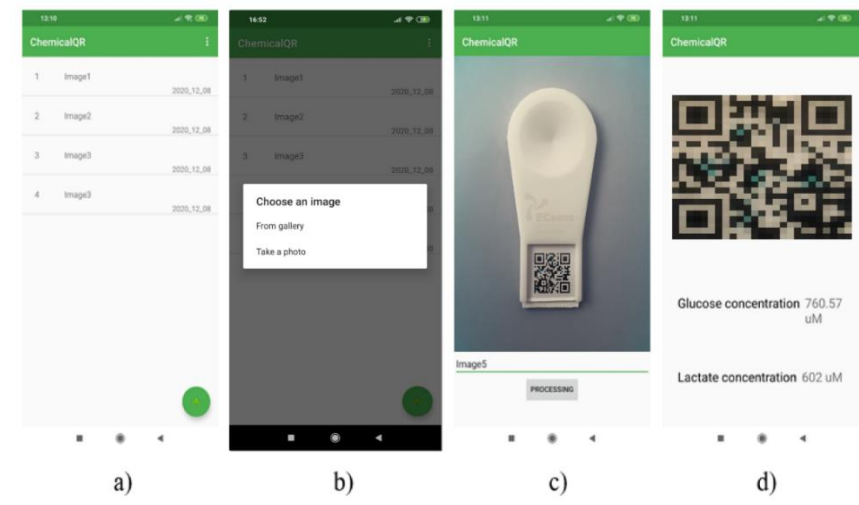 13:10
ChemicalQR
1 Image1
2020_12_08
2 Image2
2020_12_08
3 Image3
2020_12_08
4 Image3
2020_12_08
a)
16:52
ChemicalQR
1 Image1
2020_12_08
2 Image2
2020_12_08
3 Image3
2020_12_08
Choose an image
From gallery
Take a photo
b)
13:11
ChemicalQR
Image5
PROCESSING
c)
13:11
ChemicalQR
Glucose concentration 760.57
uM
Lactate concentration 602 uM
d)